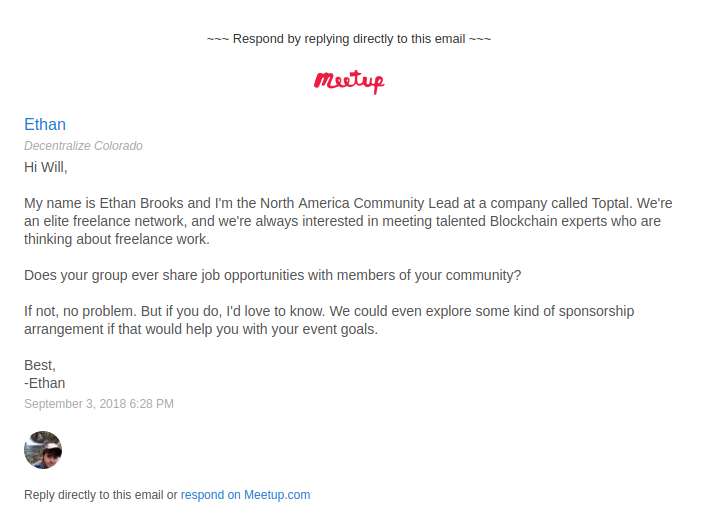 ~~~ Respond by replying directly to this email ~~~
Meetup
Ethan
Decentralize Colorado
Hi Will,
My name is Ethan Brooks and I'm the North America Community Lead at a company called Toptal. We're
an elite freelance network, and we're always interested in meeting talented Blockchain experts who are
thinking about freelance work.
Does your group ever share job opportunities with members of your community?
If not, no problem. But if you do, I'd love to know. We could even explore some kind of sponsorship
arrangement if that would help you with your event goals.
Best,
-Ethan
September 3, 2018 6:28 PM
Reply directly to this email or respond on Meetup.com